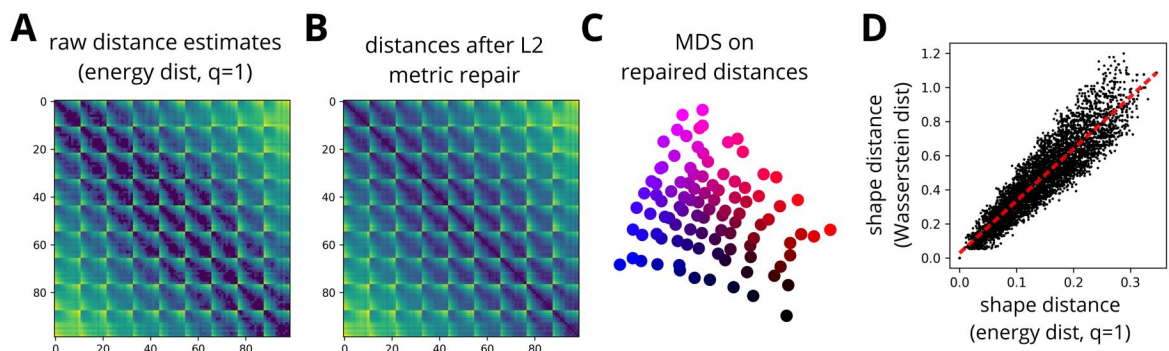 A
raw distance estimates
(energy dist, q=1)
0
20
40
60
80
0
20
40
60
80
B
distances after L2
metric repair
0
20
40
60
80
0
20
40
60
80
C
MDS on
repaired distances
D
shape distance
(Wasserstein dist)
1.2
1.0
0.8
0.6
0.4
0.2
0.0
0.0
0.1
0.2
0.3
shape distance
(energy dist, q=1)